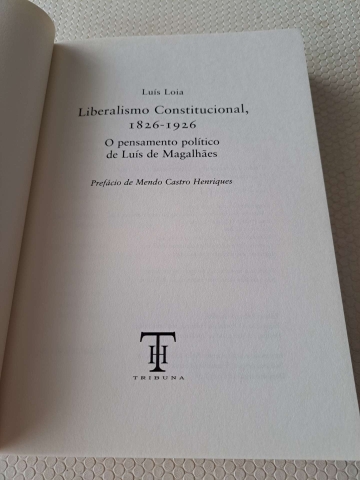 Luís Loia
Liberalismo Constitucional,
1826-1926
O pensamento político
de Luís de Magalhães
Prefácio de Mendo Castro Henriques
TH
TRIBUNA